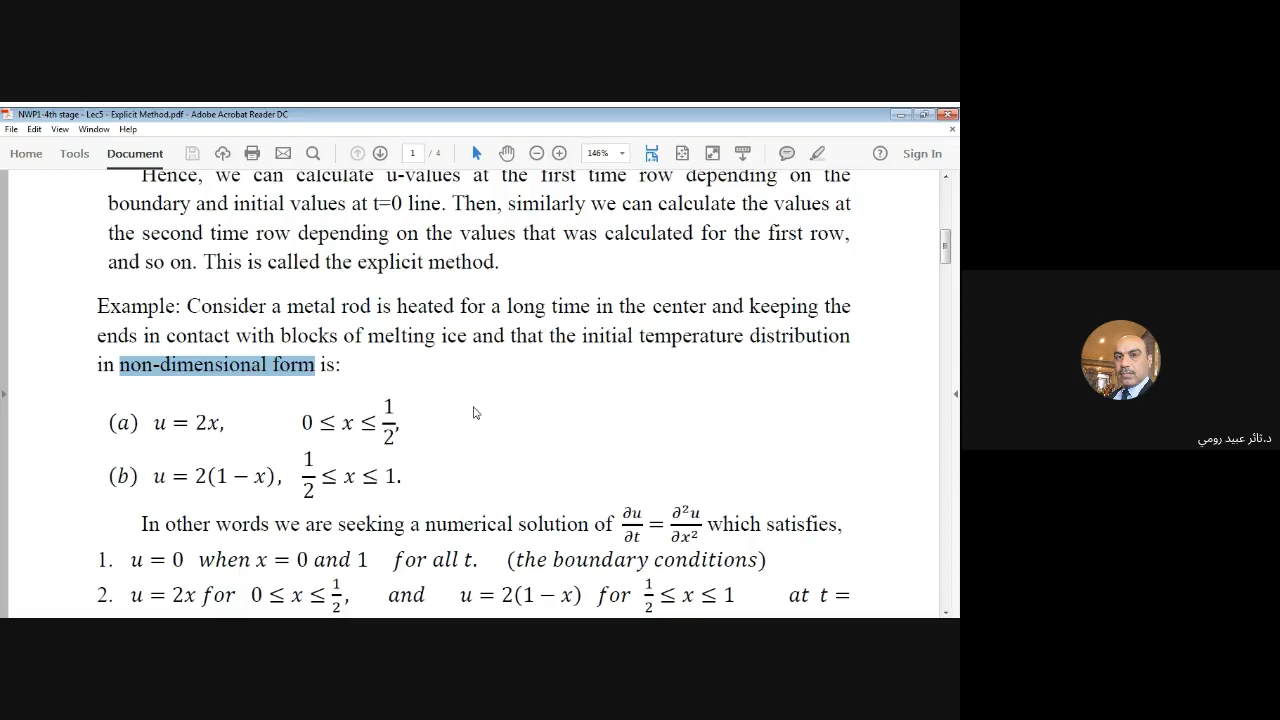 NWP1-4th stage - Lec5 - Explicit Method.pdf - Adobe Acrobat Reader DC
File Edit View Window Help
Home Tools Document 1 / 4 146% Sign In
Hence, we can calculate u-values at the first time row depending on the
boundary and initial values at t=0 line. Then, similarly we can calculate the values at
the second time row depending on the values that was calculated for the first row,
and so on. This is called the explicit method.
Example: Consider a metal rod is heated for a long time in the center and keeping the
ends in contact with blocks of melting ice and that the initial temperature distribution
in non-dimensional form is:
(a) u = 2x, 0 ≤ x ≤ 1/2,
(b) u = 2(1 − x), 1/2 ≤ x ≤ 1.
In other words we are seeking a numerical solution of ∂u/∂t = ∂²u/∂x² which satisfies,
1. u = 0 when x = 0 and 1 for all t. (the boundary conditions)
2. u = 2x for 0 ≤ x ≤ 1/2, and u = 2(1 − x) for 1/2 ≤ x ≤ 1 at t =
د.ثائر عبيد رومي